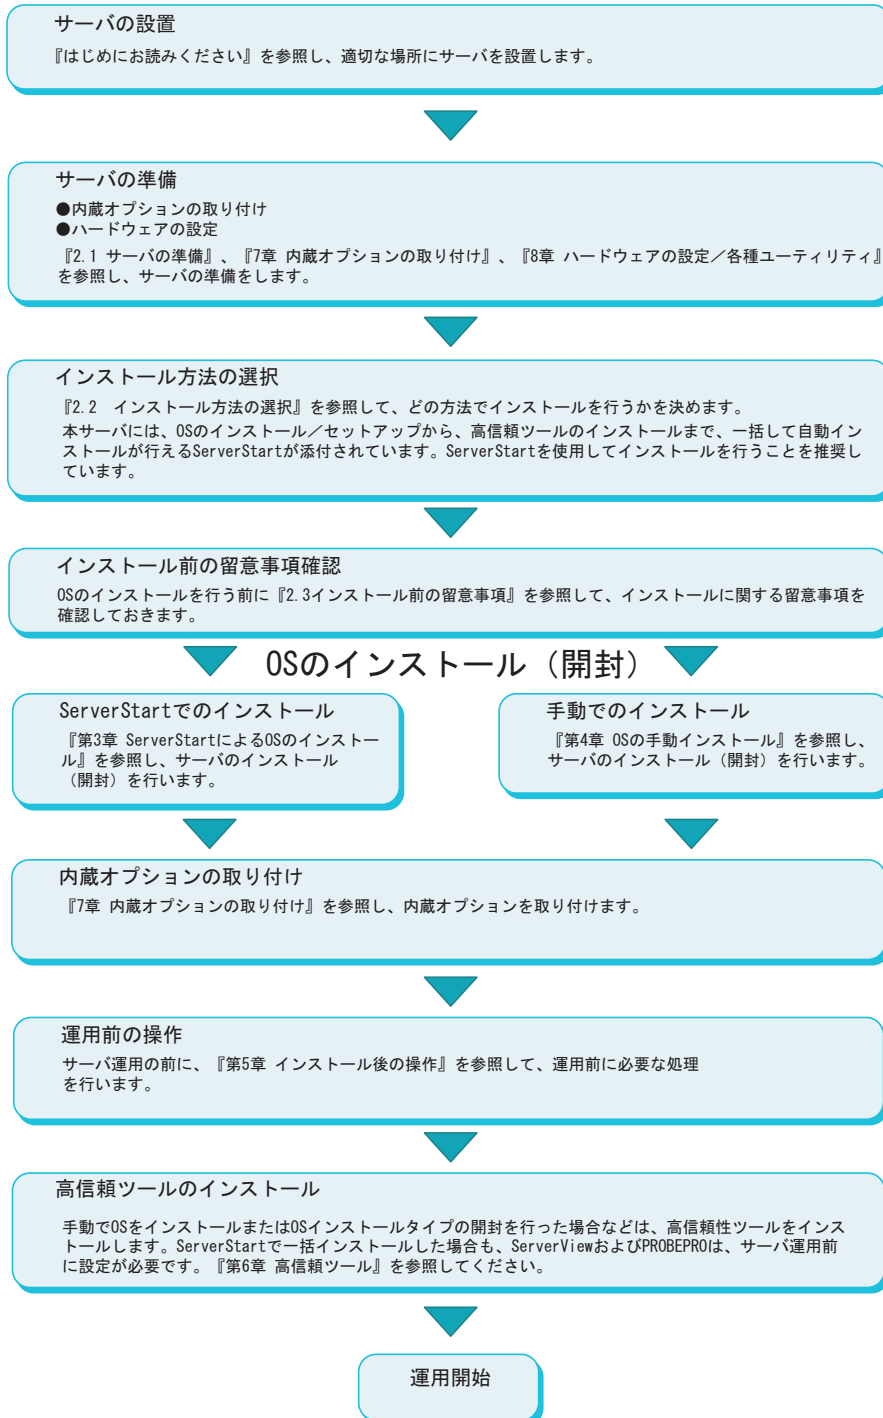 サーバの設置
『はじめにお読みください』を参照し、適切な場所にサーバを設置します。
サーバの準備
●内蔵オプションの取り付け
●ハードウェアの設定
『2.1 サーバの準備』、『7章 内蔵オプションの取り付け』、『8章 ハードウェアの設定／各種ユーティリティ』
を参照し、サーバの準備をします。
インストール方法の選択
『2.2　インストール方法の選択』を参照して、どの方法でインストールを行うかを決めます。
本サーバには、OSのインストール／セットアップから、高信頼ツールのインストールまで、一括して自動イン
ストールが行えるServerStartが添付されています。ServerStartを使用してインストールを行うことを推奨し
ています。
インストール前の留意事項確認
OSのインストールを行う前に『2.3インストール前の留意事項』を参照して、インストールに関する留意事項を
確認しておきます。
OSのインストール（開封）
ServerStartでのインストール
『第3章 ServerStartによるOSのインストー
ル』を参照し、サーバのインストール
（開封）を行います。
手動でのインストール
『第4章 OSの手動インストール』を参照し、
サーバのインストール（開封）を行います。
内蔵オプションの取り付け
『7章 内蔵オプションの取り付け』を参照し、内蔵オプションを取り付けます。
運用前の操作
サーバ運用の前に、『第5章 インストール後の操作』を参照して、運用前に必要な処理
を行います。
高信頼ツールのインストール
手動でOSをインストールまたはOSインストールタイプの開封を行った場合などは、高信頼性ツールをインス
トールします。ServerStartで一括インストールした場合も、ServerViewおよびPROBEPROは、サーバ運用前
に設定が必要です。『第6章 高信頼ツール』を参照してください。
運用開始